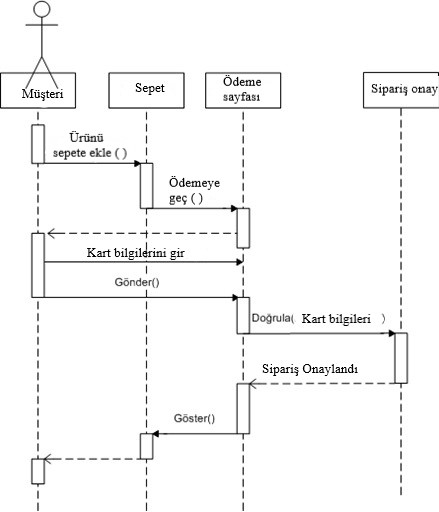 Müşteri
Sepet
Ödeme
sayfası
Sipariş onay
Ürünü
sepete ekle ( )
Ödemeye
geç ( )
Kart bilgilerini gir
Gönder()
Doğrula( Kart bilgileri )
Sipariş Onaylandı
Göster()